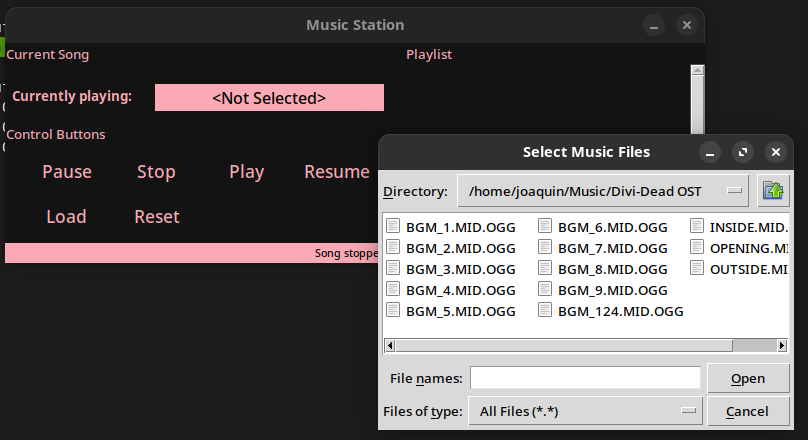 Music Station
Current Song
Playlist
Currently playing:
<Not Selected>
Control Buttons
Pause
Stop
Play
Resume
Load
Reset
Song stoppe
Select Music Files
Directory:
/home/joaquin/Music/Divi-Dead OST
BGM_1.MID.OGG
BGM_2.MID.OGG
BGM_3.MID.OGG
BGM_4.MID.OGG
BGM_5.MID.OGG
BGM_6.MID.OGG
BGM_7.MID.OGG
BGM_8.MID.OGG
BGM_9.MID.OGG
BGM_124.MID.OGG
INSIDE.MID.
OPENING.MI
OUTSIDE.MI
File names:
Open
Files of type:
All Files (*.*)
Cancel